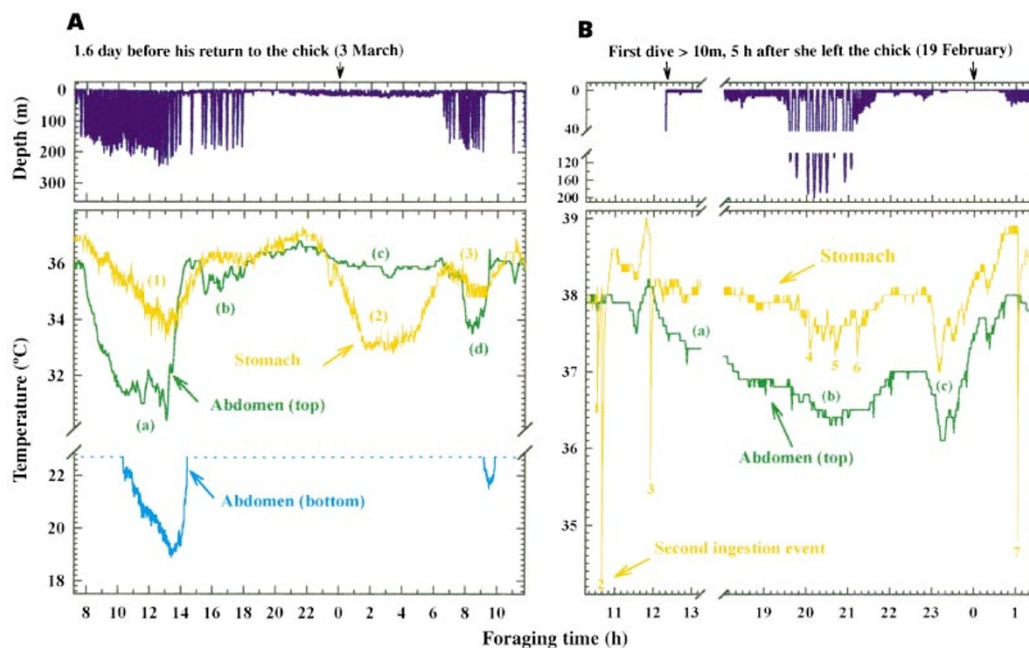 A
1.6 day before his return to the chick (3 March)
Depth (m)
0
100
200
300
Temperature (ºC)
36
34
32
22
20
18
(1)
(2)
(3)
(a)
(b)
(c)
(d)
Stomach
Abdomen (top)
Abdomen (bottom)
8 10 12 14 16 18 20 22 0 2 4 6 8 10
B
First dive > 10m, 5 h after she left the chick (19 February)
0
40
120
160
200
39
38
37
36
35
Stomach
(a)
4 5 6
(b)
(c)
Abdomen (top)
3
Second ingestion event
2
7
11 12 13 19 20 21 22 23 0 1
Foraging time (h)